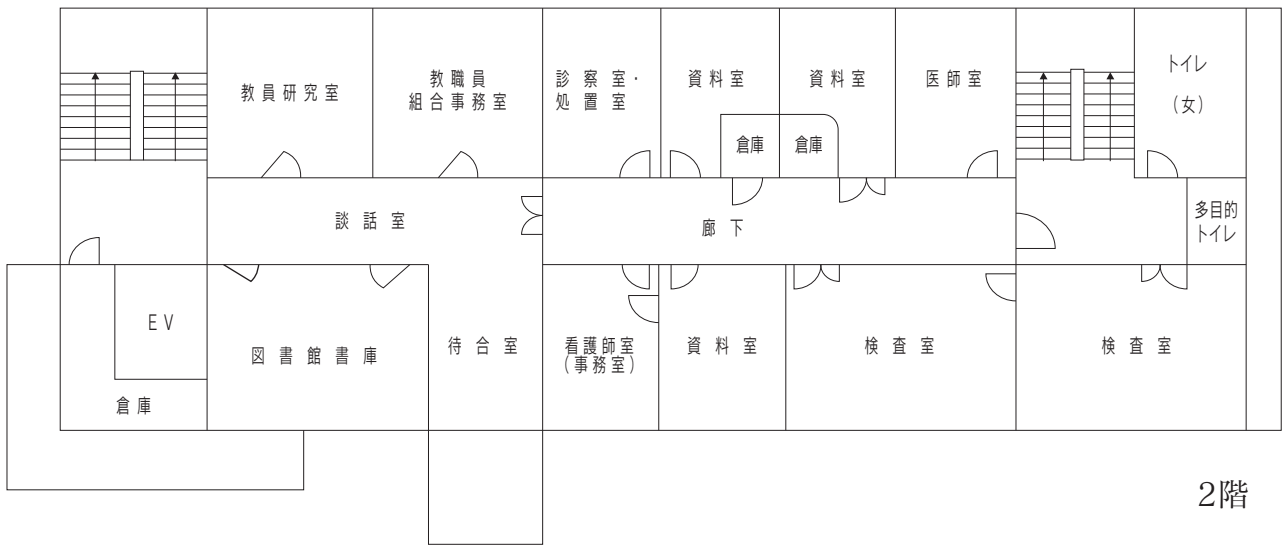 教員研究室
教職員
組合事務室
診察室・
処置室
資料室
資料室
医師室
トイレ
(女)
倉庫
倉庫
談話室
廊下
多目的
トイレ
EV
図書館書庫
待合室
看護師室
(事務室)
資料室
検査室
検査室
倉庫
2階